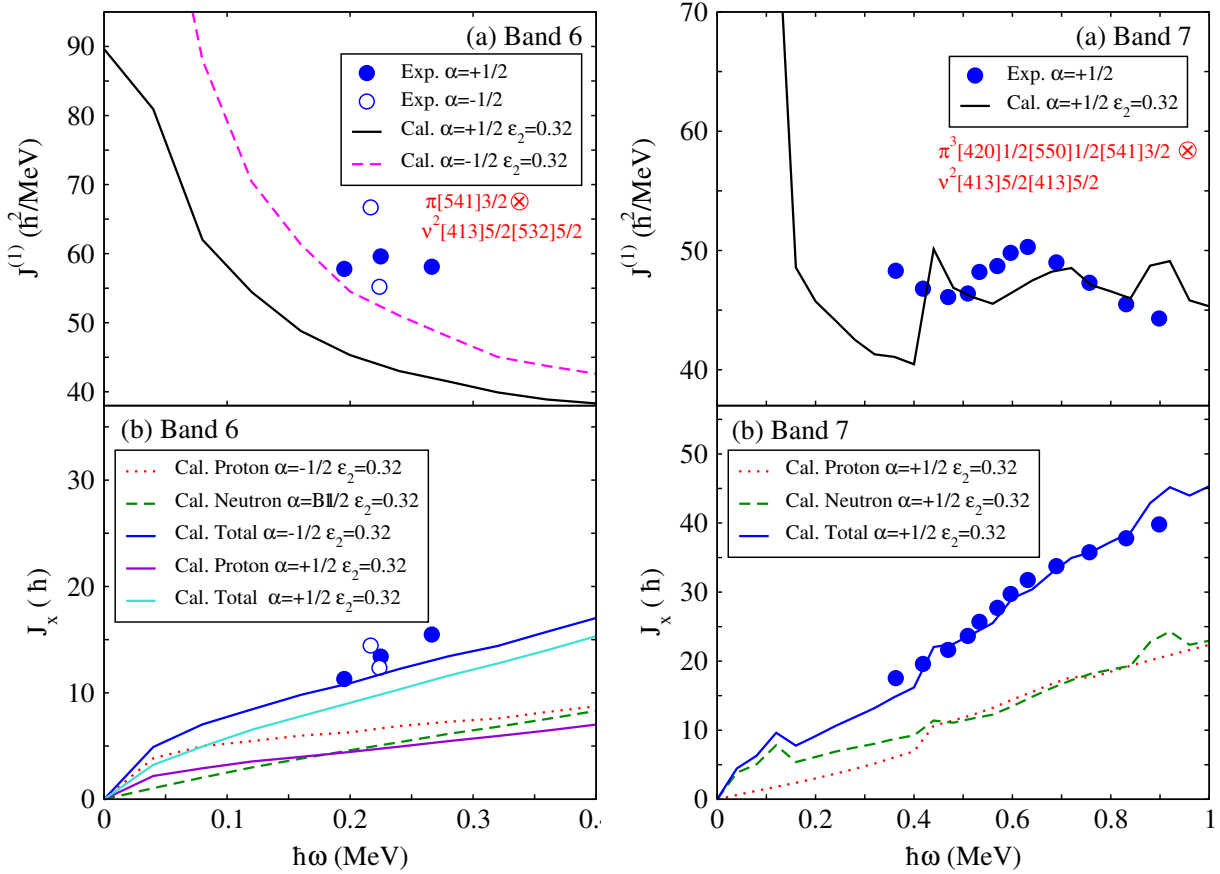 (a) Band 6
90
80
70
60
50
40
J⁽¹⁾ (ħ²/MeV)
Exp. α=+1/2
Exp. α=-1/2
Cal. α=+1/2 ε₂=0.32
Cal. α=-1/2 ε₂=0.32
π[541]3/2⊗
ν²[413]5/2[532]5/2
(b) Band 6
30
20
10
0
J_x (ħ)
Cal. Proton α=-1/2 ε₂=0.32
Cal. Neutron ε₂=0.32
Cal. Total α=-1/2 ε₂=0.32
Cal. Proton α=+1/2 ε₂=0.32
Cal. Total α=+1/2 ε₂=0.32
0 0.1 0.2 0.3
ħω (MeV)
(a) Band 7
70
60
50
40
J⁽¹⁾ (ħ²/MeV)
Exp. α=+1/2
Cal. α=+1/2 ε₂=0.32
π³[420]1/2[550]1/2[541]3/2 ⊗
ν²[413]5/2[413]5/2
(b) Band 7
50
40
30
20
10
0
J_x (ħ)
Cal. Proton α=+1/2 ε₂=0.32
Cal. Neutron α=+1/2 ε₂=0.32
Cal. Total α=+1/2 ε₂=0.32
0 0.2 0.4 0.6 0.8 1
ħω (MeV)